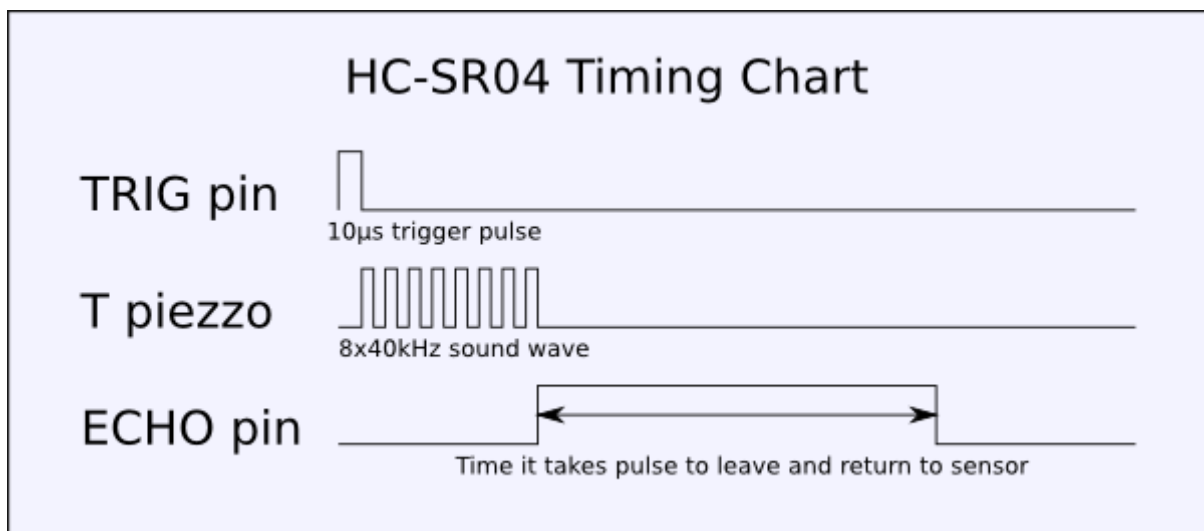 HC-SR04 Timing Chart
TRIG pin
10µs trigger pulse
T piezzo
8x40kHz sound wave
ECHO pin
Time it takes pulse to leave and return to sensor